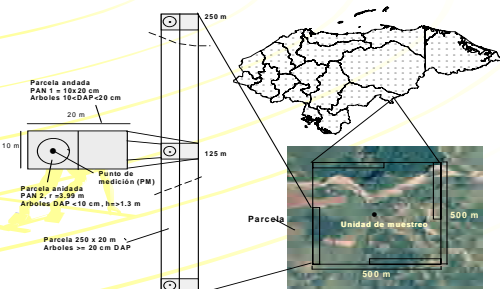 250 m
Parcela andada
PAN 1 = 10x20 cm
Arboles 10<DAP<20 cm
20 m
10 m
125 m
Punto de
medición (PM)
Parcela anidada
PAN 2, r =3.99 m
Arboles DAP <10 cm, h=>1.3 m
Parcela 250 x 20 m
Arboles >= 20 cm DAP
Parcela
Unidad de muestreo
500 m
500 m